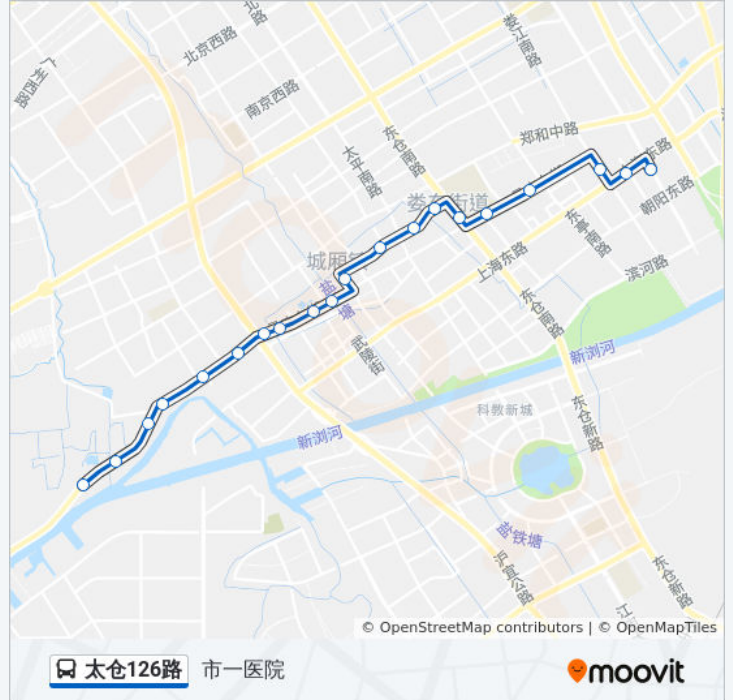 飞
北京西路
娄江南路
南京西路
郑和中路
东仓南路
太平南路
朝阳东路
娄东街道
东亭南路
城厢镇
上海东路
滨河路
盐
塘
东仓南路
武陵街
新浏河
科教新城
东仓新路
新浏河
盐铁塘
沪宜公路
东仓新路
江
© OpenStreetMap contributors | © OpenMapTiles
太仓126路
市一医院
moovit